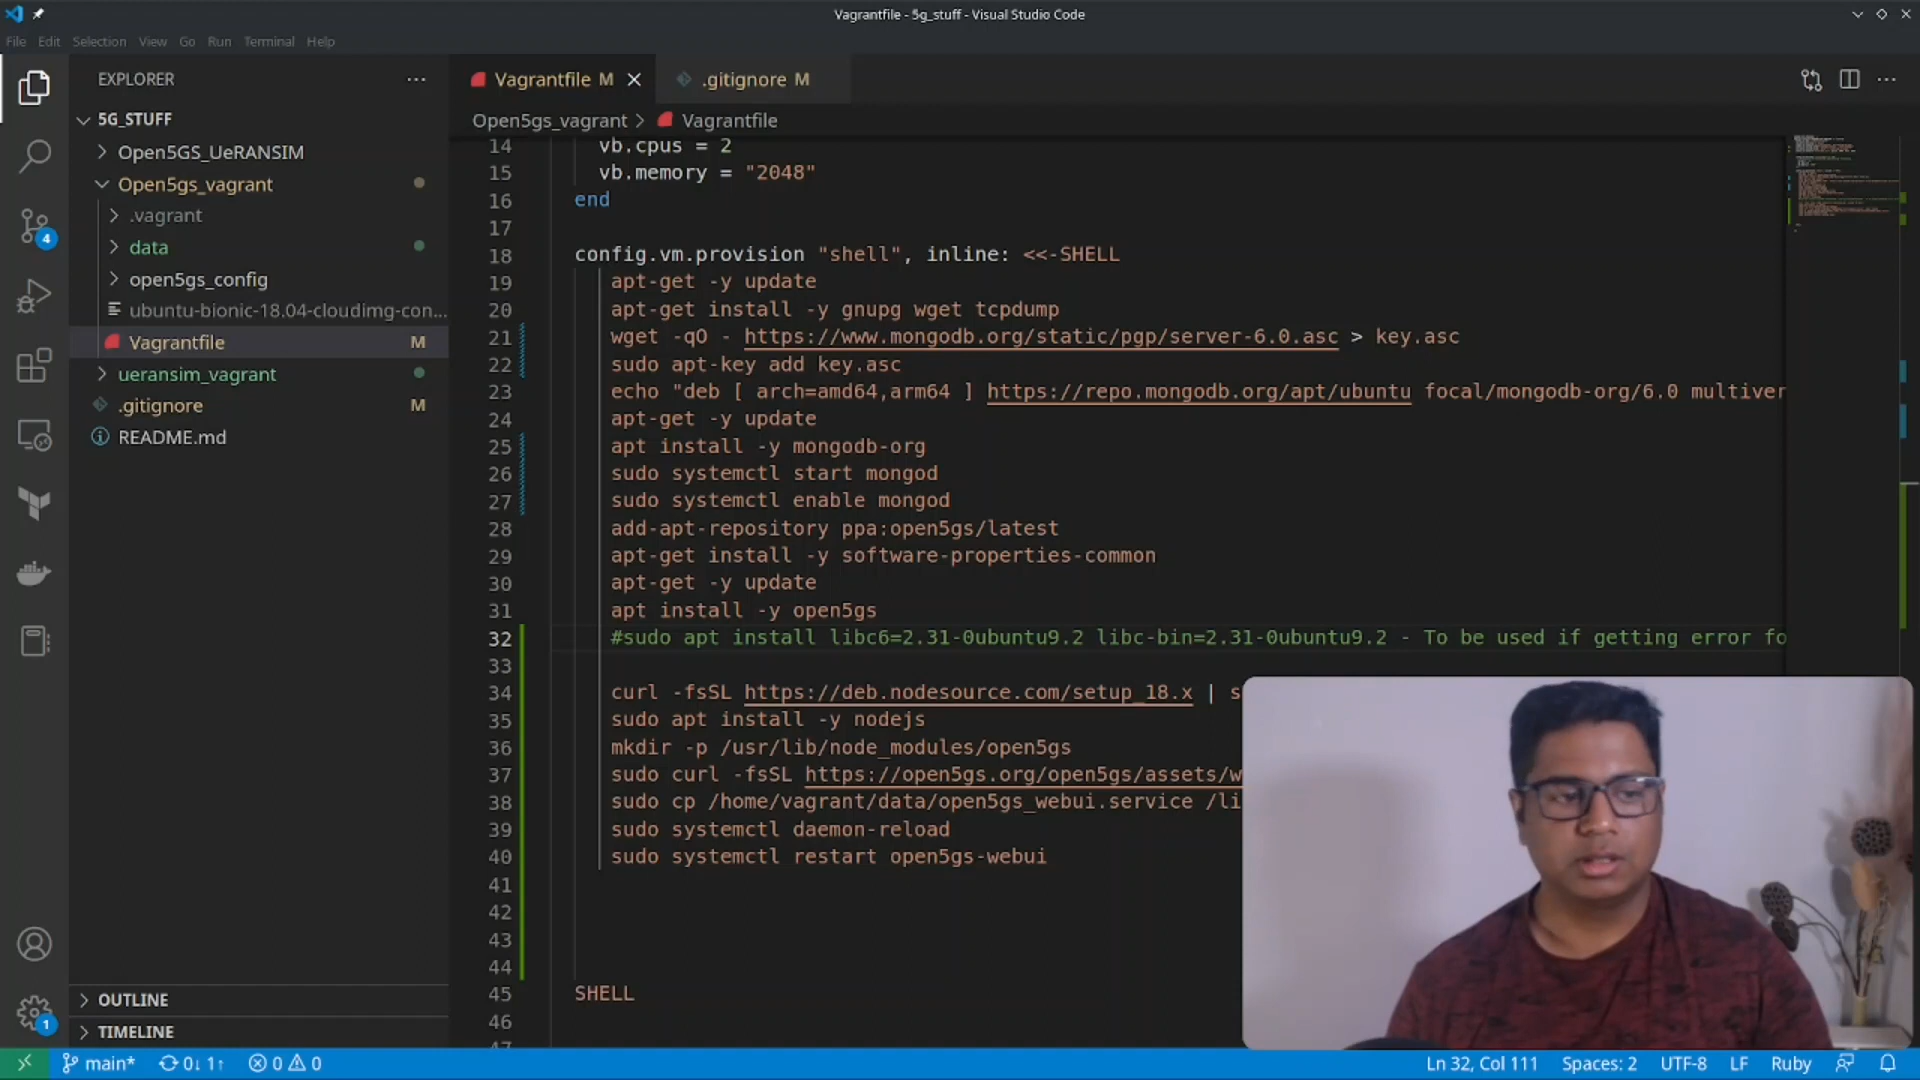 Vagrantfile - 5g_stuff - Visual Studio Code
File Edit Selection View Go Run Terminal Help
EXPLORER
5G_STUFF
Open5GS_UeRANSIM
Open5gs_vagrant
.vagrant
data
open5gs_config
ubuntu-bionic-18.04-cloudimg-con...
Vagrantfile M
ueransim_vagrant
.gitignore M
README.md
OUTLINE
TIMELINE
4
1
Vagrantfile M
.gitignore M
Open5gs_vagrant > Vagrantfile
14 vb.cpus = 2
15 vb.memory = "2048"
16 end
17
18 config.vm.provision "shell", inline: <<-SHELL
19 apt-get -y update
20 apt-get install -y gnupg wget tcpdump
21 wget -qO - https://www.mongodb.org/static/pgp/server-6.0.asc > key.asc
22 sudo apt-key add key.asc
23 echo "deb [ arch=amd64,arm64 ] https://repo.mongodb.org/apt/ubuntu focal/mongodb-org/6.0 multiver
24 apt-get -y update
25 apt install -y mongodb-org
26 sudo systemctl start mongod
27 sudo systemctl enable mongod
28 add-apt-repository ppa:open5gs/latest
29 apt-get install -y software-properties-common
30 apt-get -y update
31 apt install -y open5gs
32 #sudo apt install libc6=2.31-0ubuntu9.2 libc-bin=2.31-0ubuntu9.2 - To be used if getting error fo
33
34 curl -fsSL https://deb.nodesource.com/setup_18.x | s
35 sudo apt install -y nodejs
36 mkdir -p /usr/lib/node_modules/open5gs
37 sudo curl -fsSL https://open5gs.org/open5gs/assets/w
38 sudo cp /home/vagrant/data/open5gs_webui.service /li
39 sudo systemctl daemon-reload
40 sudo systemctl restart open5gs-webui
41
42
43
44
45 SHELL
46
main* 0↓ 1↑ 0 0
Ln 32, Col 111 Spaces: 2 UTF-8 LF Ruby